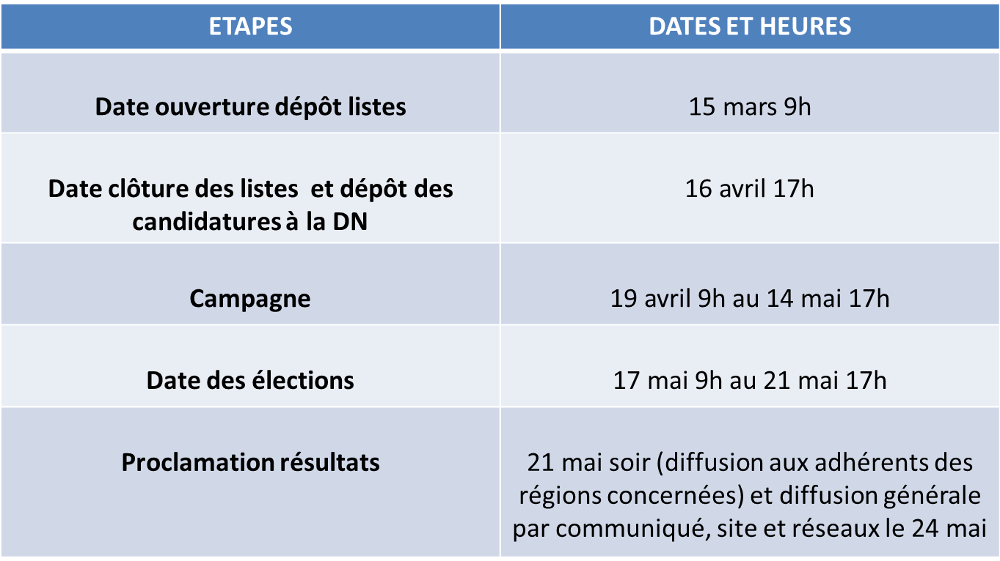 ETAPES
DATES ET HEURES
Date ouverture dépôt listes
15 mars 9h
Date clôture des listes et dépôt des
candidatures à la DN
16 avril 17h
Campagne
19 avril 9h au 14 mai 17h
Date des élections
17 mai 9h au 21 mai 17h
Proclamation résultats
21 mai soir (diffusion aux adhérents des
régions concernées) et diffusion générale
par communiqué, site et réseaux le 24 mai